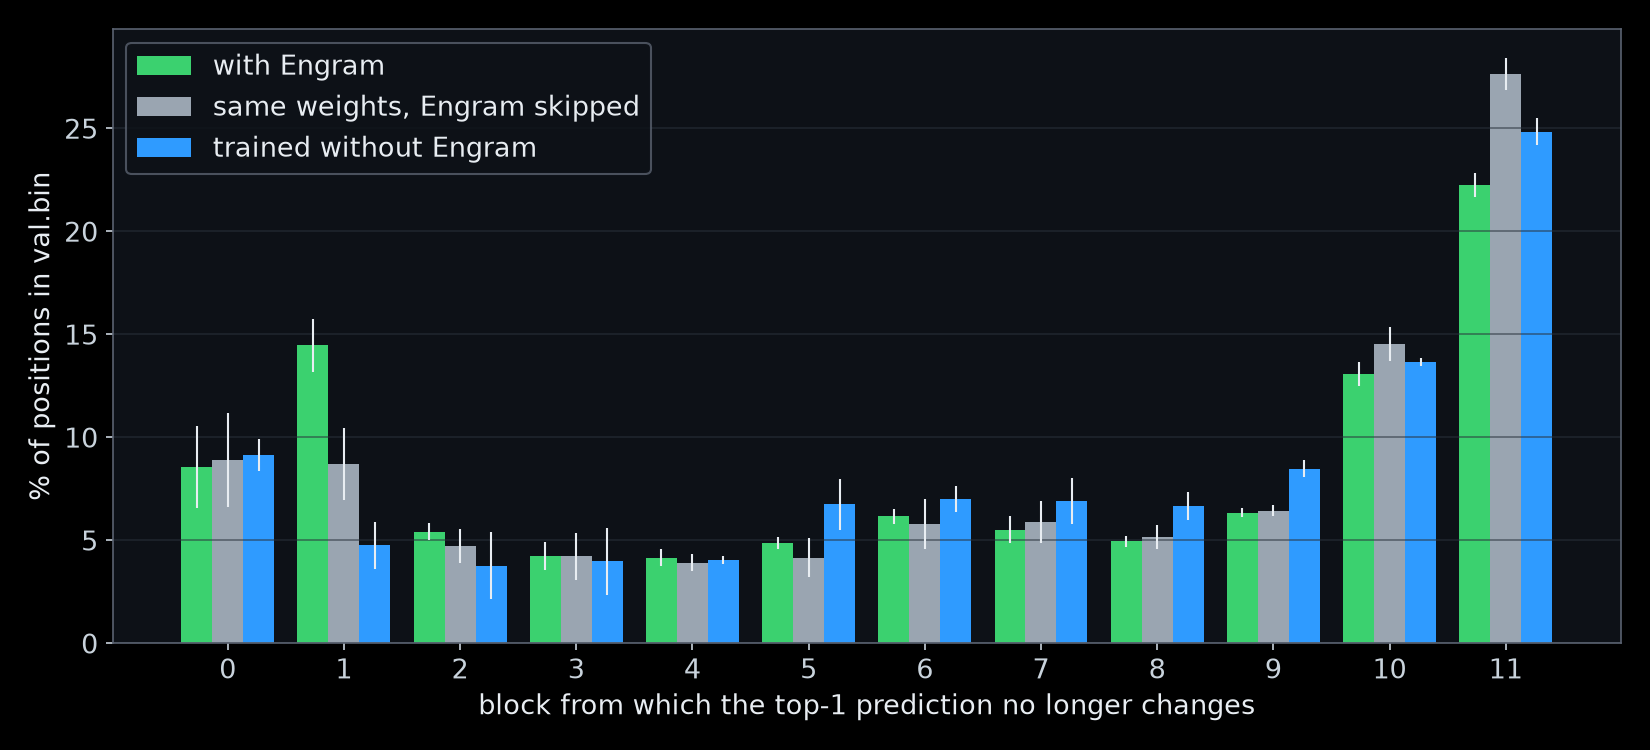 with Engram
same weights, Engram skipped
trained without Engram
% of positions in val.bin
25
20
15
10
5
0
0 1 2 3 4 5 6 7 8 9 10 11
block from which the top-1 prediction no longer changes